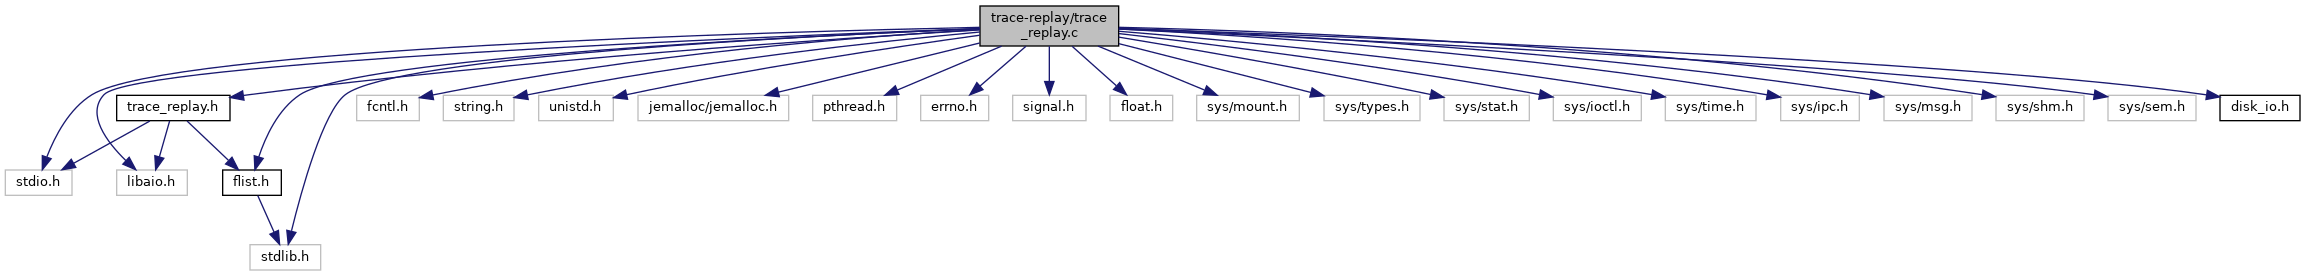 trace-replay/trace
_replay.c
trace_replay.h
fcntl.h
string.h
unistd.h
jemalloc/jemalloc.h
pthread.h
errno.h
signal.h
float.h
sys/mount.h
sys/types.h
sys/stat.h
sys/ioctl.h
sys/time.h
sys/ipc.h
sys/msg.h
sys/shm.h
sys/sem.h
disk_io.h
stdio.h
libaio.h
flist.h
stdlib.h